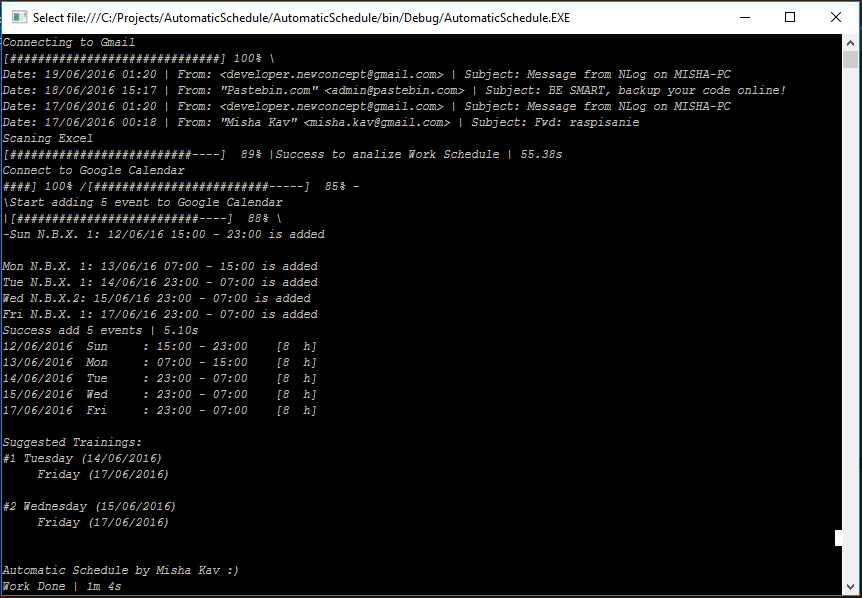 Select file:///C:/Projects/AutomaticSchedule/AutomaticSchedule/bin/Debug/AutomaticSchedule.EXE
Connecting to Gmail
[##############################] 100% \
Date: 19/06/2016 01:20 | From: <developer.newconcept@gmail.com> | Subject: Message from NLog on MISHA-PC
Date: 18/06/2016 15:17 | From: "Pastebin.com" <admin@pastebin.com> | Subject: BE SMART, backup your code online!
Date: 17/06/2016 01:20 | From: <developer.newconcept@gmail.com> | Subject: Message from NLog on MISHA-PC
Date: 17/06/2016 00:18 | From: "Misha Kav" <misha.kav@gmail.com> | Subject: Fwd: raspisanie
Scaning Excel
[##########################----]  89% |Success to analize Work Schedule | 55.38s
Connect to Google Calendar
####] 100% /[#########################-----]  85% -
\Start adding 5 event to Google Calendar
|[##########################----]  88% \
-Sun N.B.X. 1: 12/06/16 15:00 - 23:00 is added
Mon N.B.X. 1: 13/06/16 07:00 - 15:00 is added
Tue N.B.X. 1: 14/06/16 23:00 - 07:00 is added
Wed N.B.X.2: 15/06/16 23:00 - 07:00 is added
Fri N.B.X. 1: 17/06/16 23:00 - 07:00 is added
Success add 5 events | 5.10s
12/06/2016  Sun     : 15:00 - 23:00    [8  h]
13/06/2016  Mon     : 07:00 - 15:00    [8  h]
14/06/2016  Tue     : 23:00 - 07:00    [8  h]
15/06/2016  Wed     : 23:00 - 07:00    [8  h]
17/06/2016  Fri     : 23:00 - 07:00    [8  h]
Suggested Trainings:
#1 Tuesday (14/06/2016)
Friday (17/06/2016)
#2 Wednesday (15/06/2016)
Friday (17/06/2016)
Automatic Schedule by Misha Kav :)
Work Done | 1m 4s